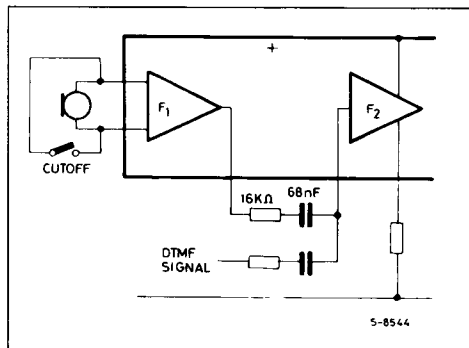 +
F1
F2
CUTOFF
16KΩ
68nF
DTMF
SIGNAL
S-8544